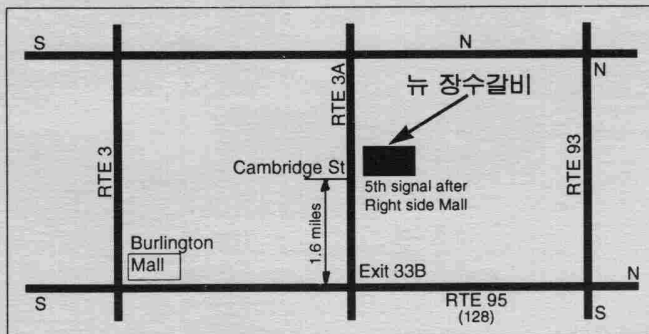 S
N
N
RTE 3
RTE 3A
RTE 93
뉴 장수갈비
Cambridge St
5th signal after
Right side Mall
1.6 miles
Burlington
Mall
Exit 33B
S
RTE 95
(128)
N
S